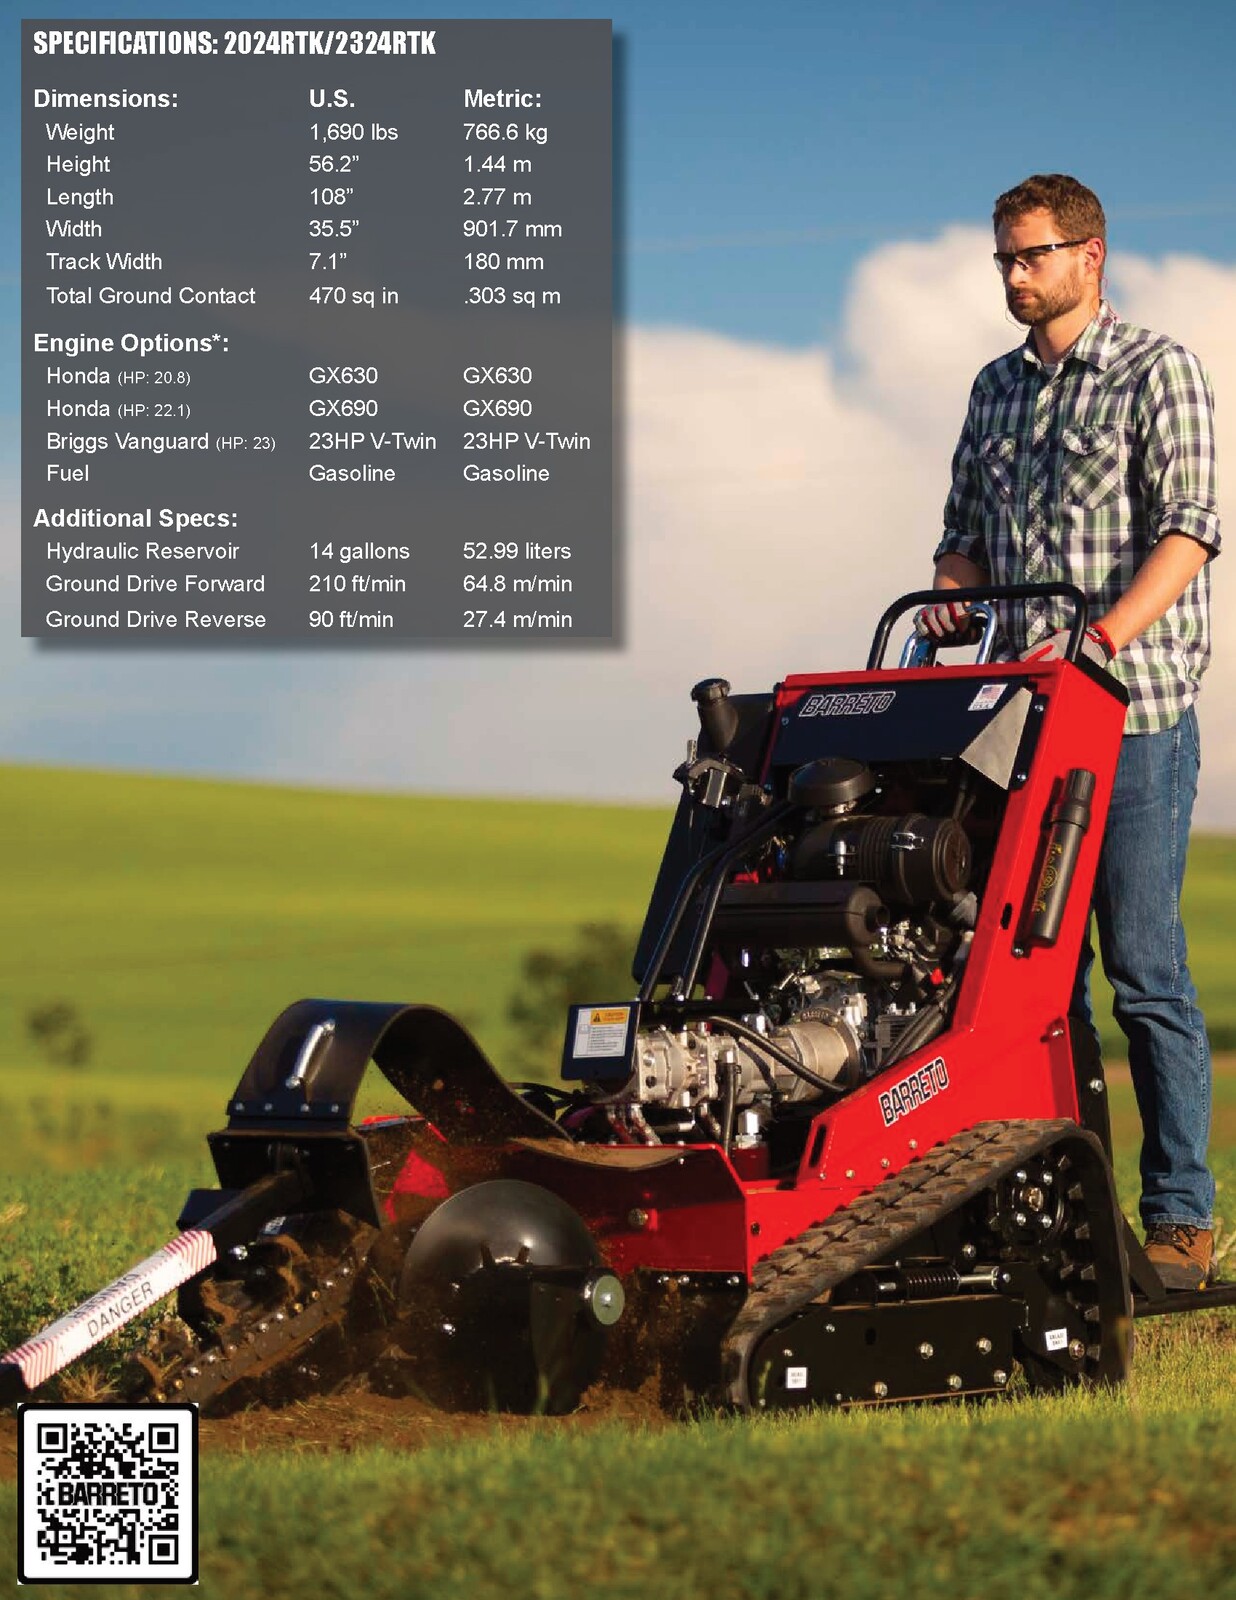 SPECIFICATIONS: 2024RTK/2324RTK
Dimensions: U.S. Metric:
Weight 1,690 lbs 766.6 kg
Height 56.2” 1.44 m
Length 108” 2.77 m
Width 35.5” 901.7 mm
Track Width 7.1” 180 mm
Total Ground Contact 470 sq in .303 sq m
Engine Options*:
Honda (HP: 20.8) GX630 GX630
Honda (HP: 22.1) GX690 GX690
Briggs Vanguard (HP: 23) 23HP V-Twin 23HP V-Twin
Fuel Gasoline Gasoline
Additional Specs:
Hydraulic Reservoir 14 gallons 52.99 liters
Ground Drive Forward 210 ft/min 64.8 m/min
Ground Drive Reverse 90 ft/min 27.4 m/min
BARRETO
BARRETO
DANGER
BARRETO